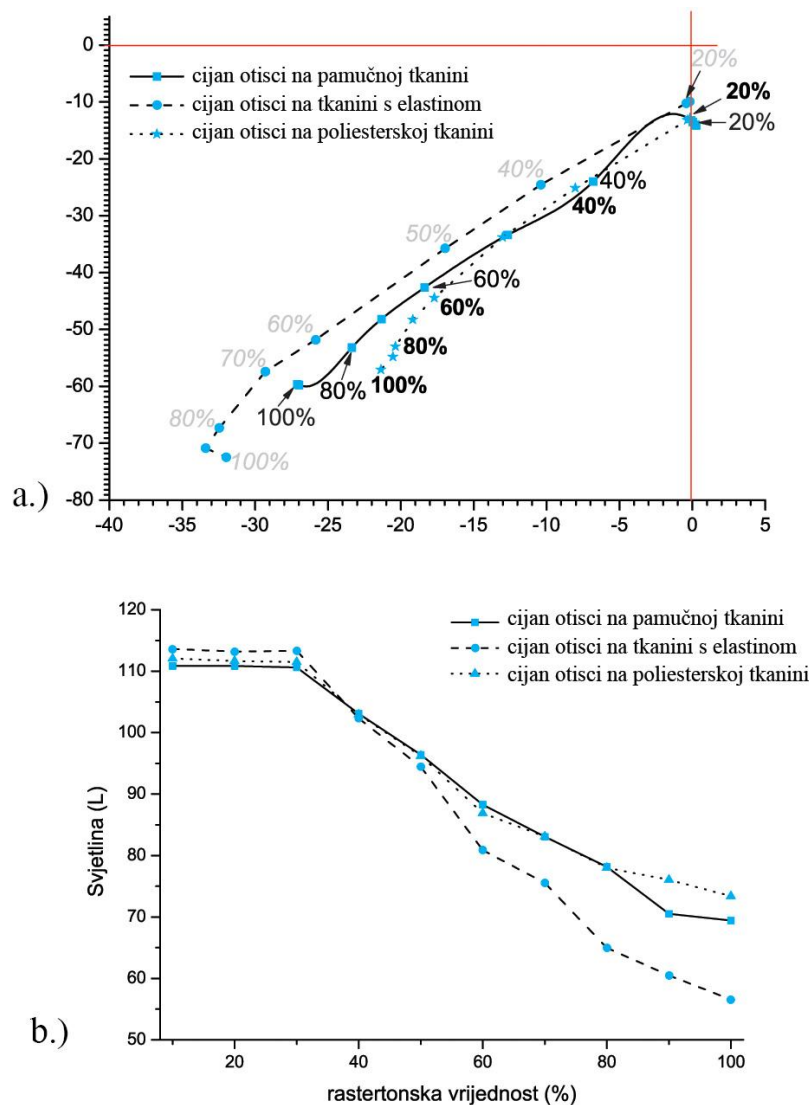 0
-10
-20
-30
-40
-50
-60
-70
-80
-40 -35 -30 -25 -20 -15 -10 -5 0 5
cijan otisci na pamučnoj tkanini
cijan otisci na tkanini s elastinom
cijan otisci na poliesterskoj tkanini
20%
20%
20%
40%
40%
40%
50%
60%
60%
60%
70%
80%
80%
80%
100%
100%
100%
a.)
120
110
100
90
80
70
60
50
Svjetlina (L)
cijan otisci na pamučnoj tkanini
cijan otisci na tkanini s elastinom
cijan otisci na poliesterskoj tkanini
20 40 60 80 100
rastertonska vrijednost (%)
b.)